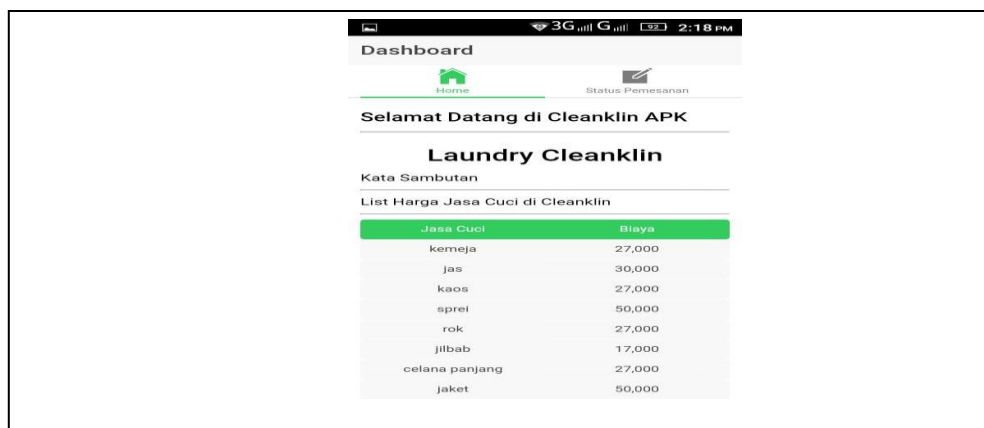 3G G 92 2:18 PM
Dashboard
Home Status Pemesanan
Selamat Datang di Cleanklin APK
Laundry Cleanklin
Kata Sambutan
List Harga Jasa Cuci di Cleanklin
Jasa Cuci Biaya
kemeja 27,000
jas 30,000
kaos 27,000
sprei 50,000
rok 27,000
jilbab 17,000
celana panjang 27,000
jaket 50,000